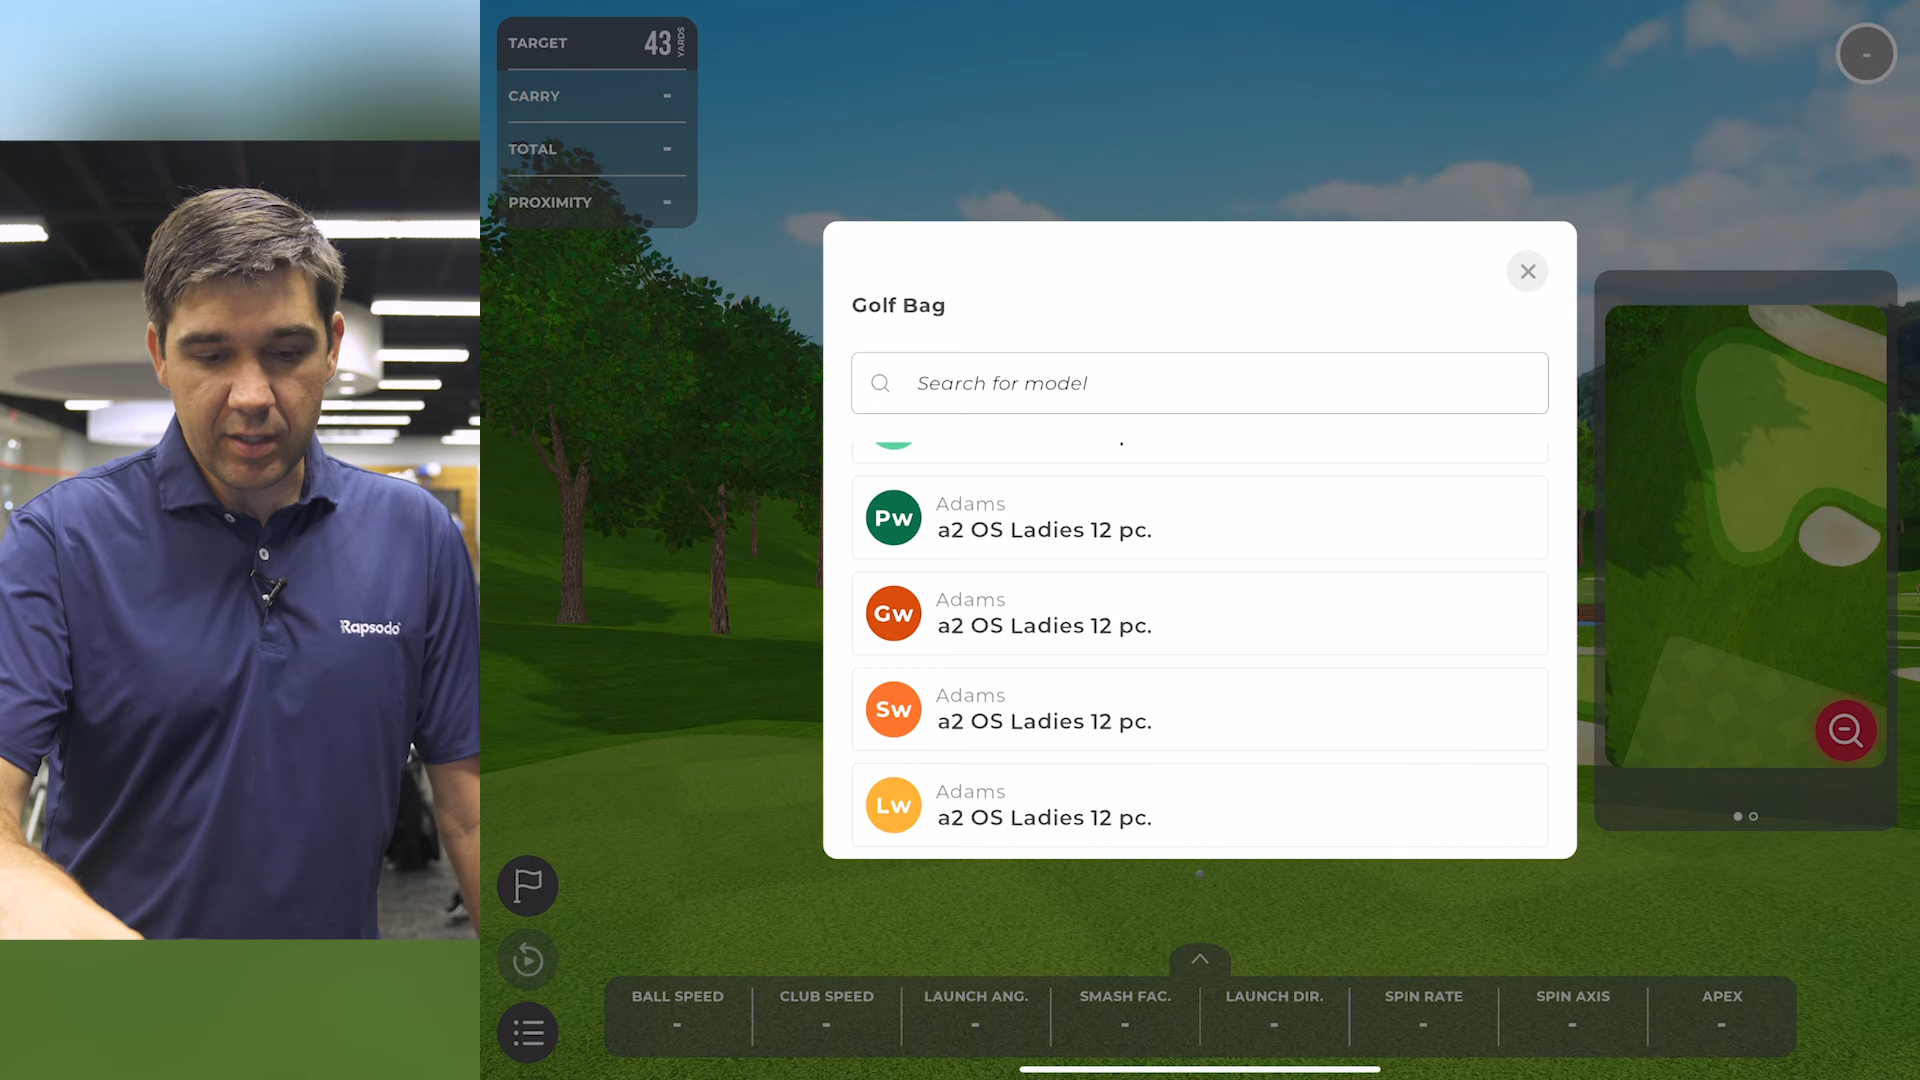 TARGET 43 YARDS
CARRY -
TOTAL -
PROXIMITY -
-
Golf Bag
Search for model
Pw Adams
a2 OS Ladies 12 pc.
Gw Adams
a2 OS Ladies 12 pc.
Sw Adams
a2 OS Ladies 12 pc.
Lw Adams
a2 OS Ladies 12 pc.
Rapsodo
BALL SPEED CLUB SPEED LAUNCH ANG. SMASH FAC. LAUNCH DIR. SPIN RATE SPIN AXIS APEX
- - - - - - - -